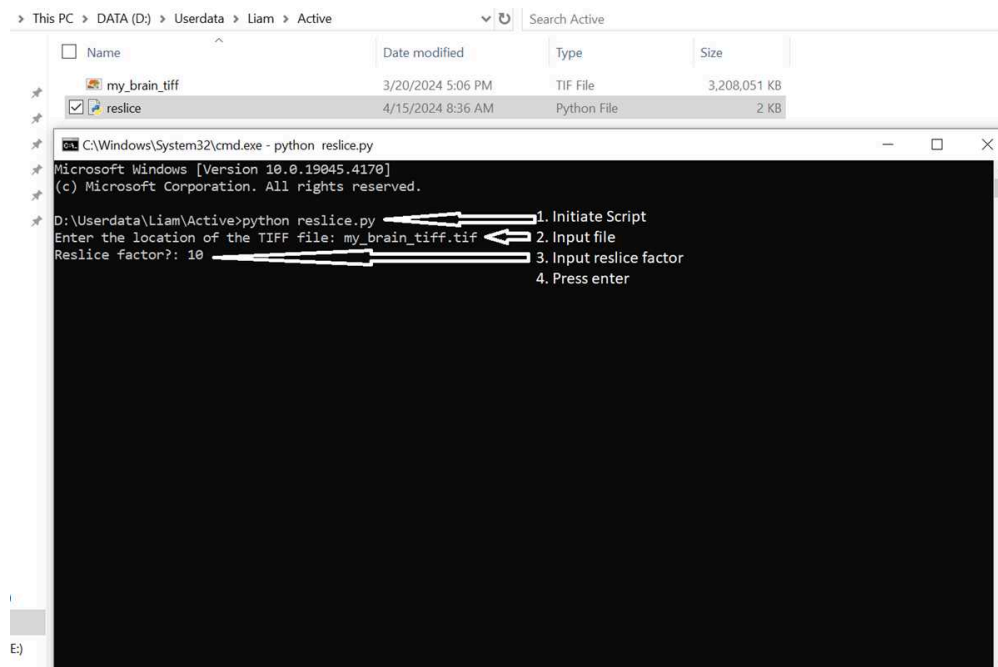 This PC > DATA (D:) > Userdata > Liam > Active Search Active
Name Date modified Type Size
my_brain_tiff 3/20/2024 5:06 PM TIF File 3,208,051 KB
reslice 4/15/2024 8:36 AM Python File 2 KB
C:\Windows\System32\cmd.exe - python reslice.py
Microsoft Windows [Version 10.0.19045.4170]
(c) Microsoft Corporation. All rights reserved.
D:\Userdata\Liam\Active>python reslice.py 1. Initiate Script
Enter the location of the TIFF file: my_brain_tiff.tif 2. Input file
Reslice factor?: 10 3. Input reslice factor
4. Press enter
E:)